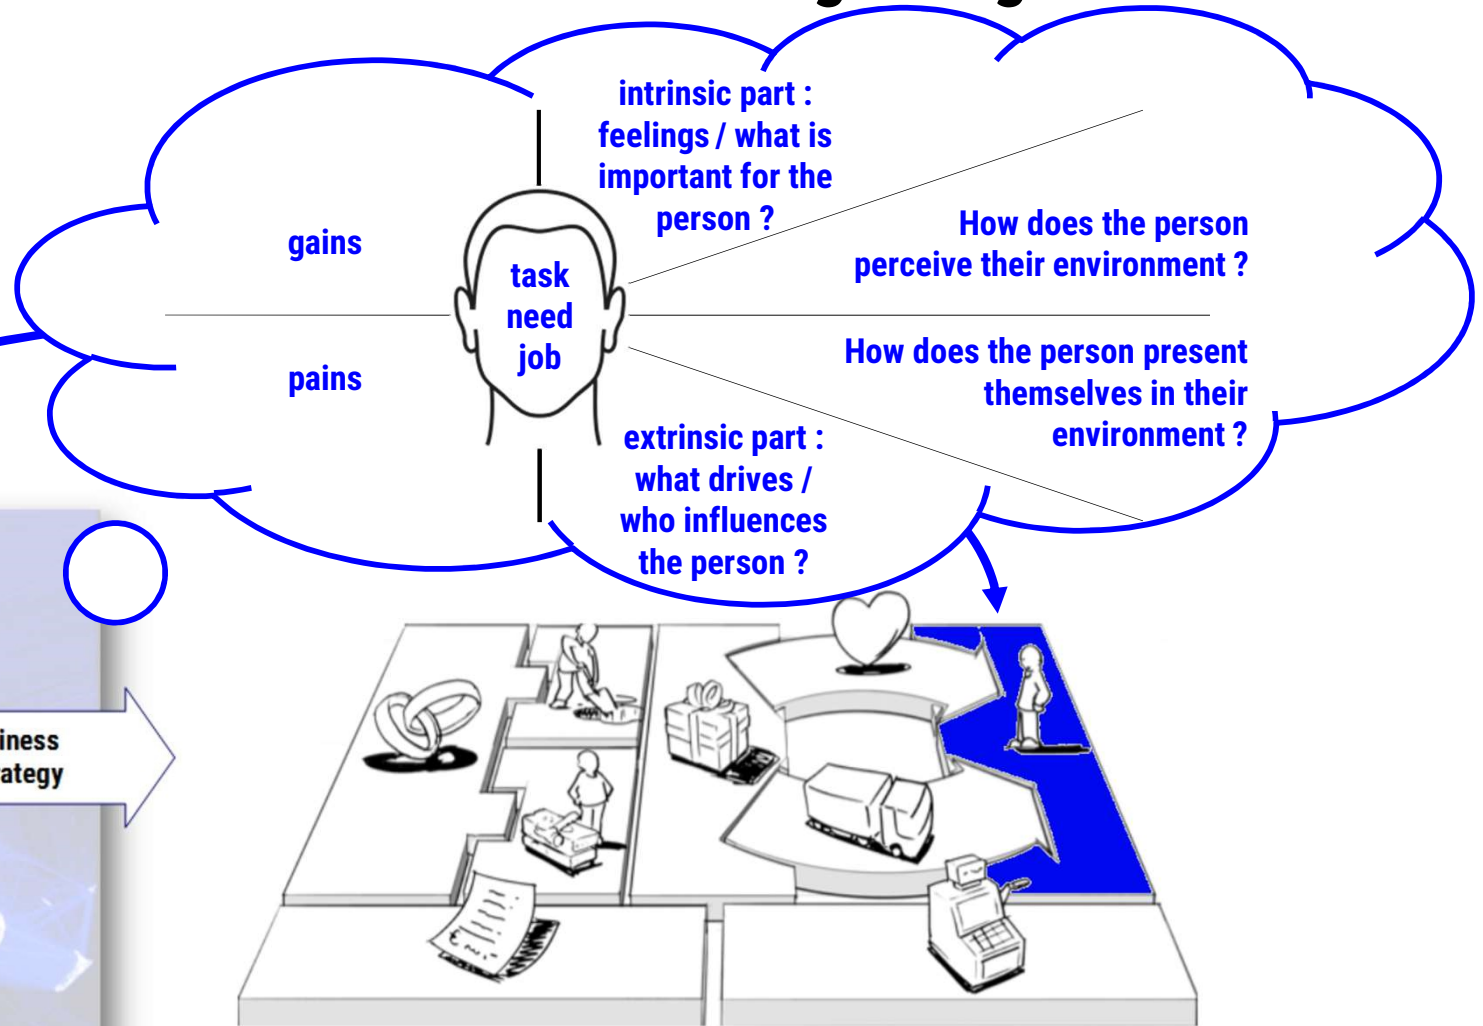 intrinsic part :
feelings / what is
important for the
person ?
gains
How does the person
perceive their environment ?
task
need
job
pains
How does the person present
themselves in their
environment ?
extrinsic part :
what drives /
who influences
the person ?